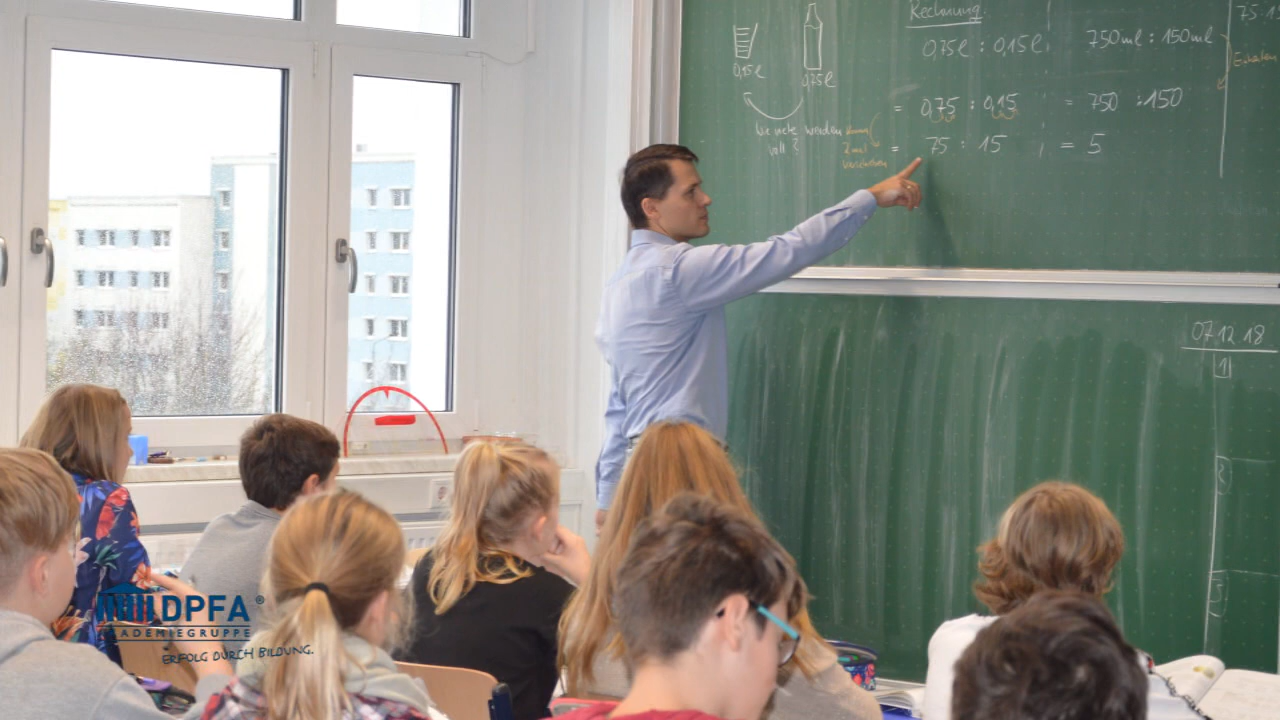 Rechnung:
0,75l : 0,15l
750ml : 150ml
75:15
0,15l
0,75l
= 0,75 : 0,15
= 750 : 150
Wie viele werden
voll?
Komma
2 mal
verschieben
= 75 : 15
= 5
07.12.18
1)
2)
3)
DPFA®
AKADEMIEGRUPPE
ERFOLG DURCH BILDUNG.